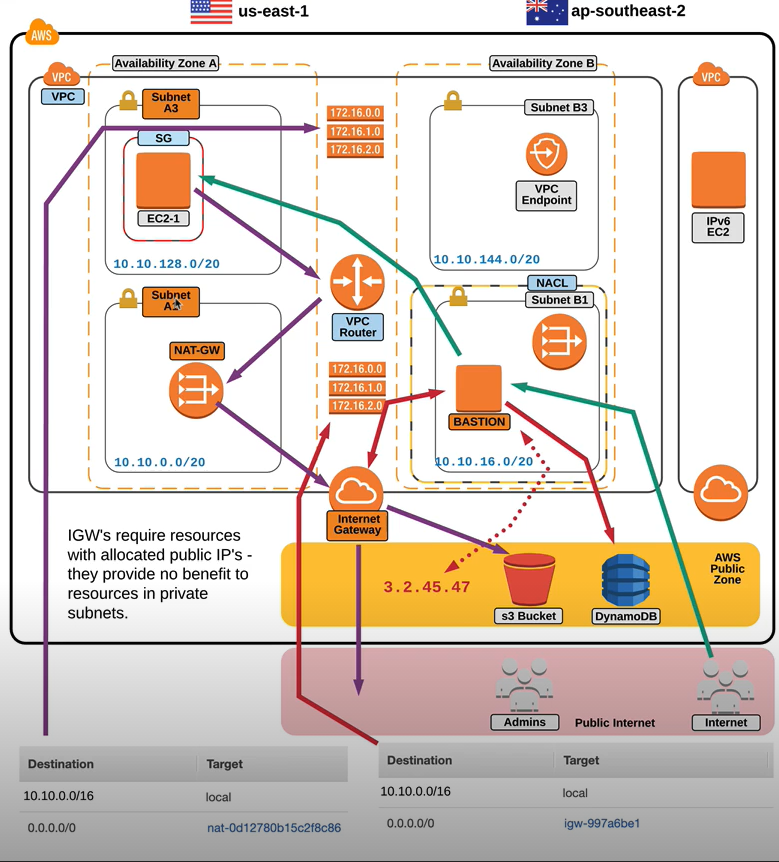 us-east-1
ap-southeast-2
AWS
Availability Zone A
Availability Zone B
VPC
VPC
VPC
Subnet
A3
172.16.0.0
172.16.1.0
172.16.2.0
Subnet B3
SG
EC2-1
VPC
Endpoint
IPv6
EC2
10.10.128.0/20
10.10.144.0/20
Subnet
NACL
Subnet B1
VPC
Router
NAT-GW
172.16.0.0
172.16.1.0
172.16.2.0
BASTION
10.10.0.0/20
10.10.16.0/20
Internet
Gateway
IGW's require resources
with allocated public IP's -
they provide no benefit to
resources in private
subnets.
AWS
Public
Zone
3.2.45.47
s3 Bucket
DynamoDB
Admins
Public Internet
Internet
Destination Target
10.10.0.0/16 local
0.0.0.0/0 nat-0d12780b15c2f8c86
Destination Target
10.10.0.0/16 local
0.0.0.0/0 igw-997a6be1